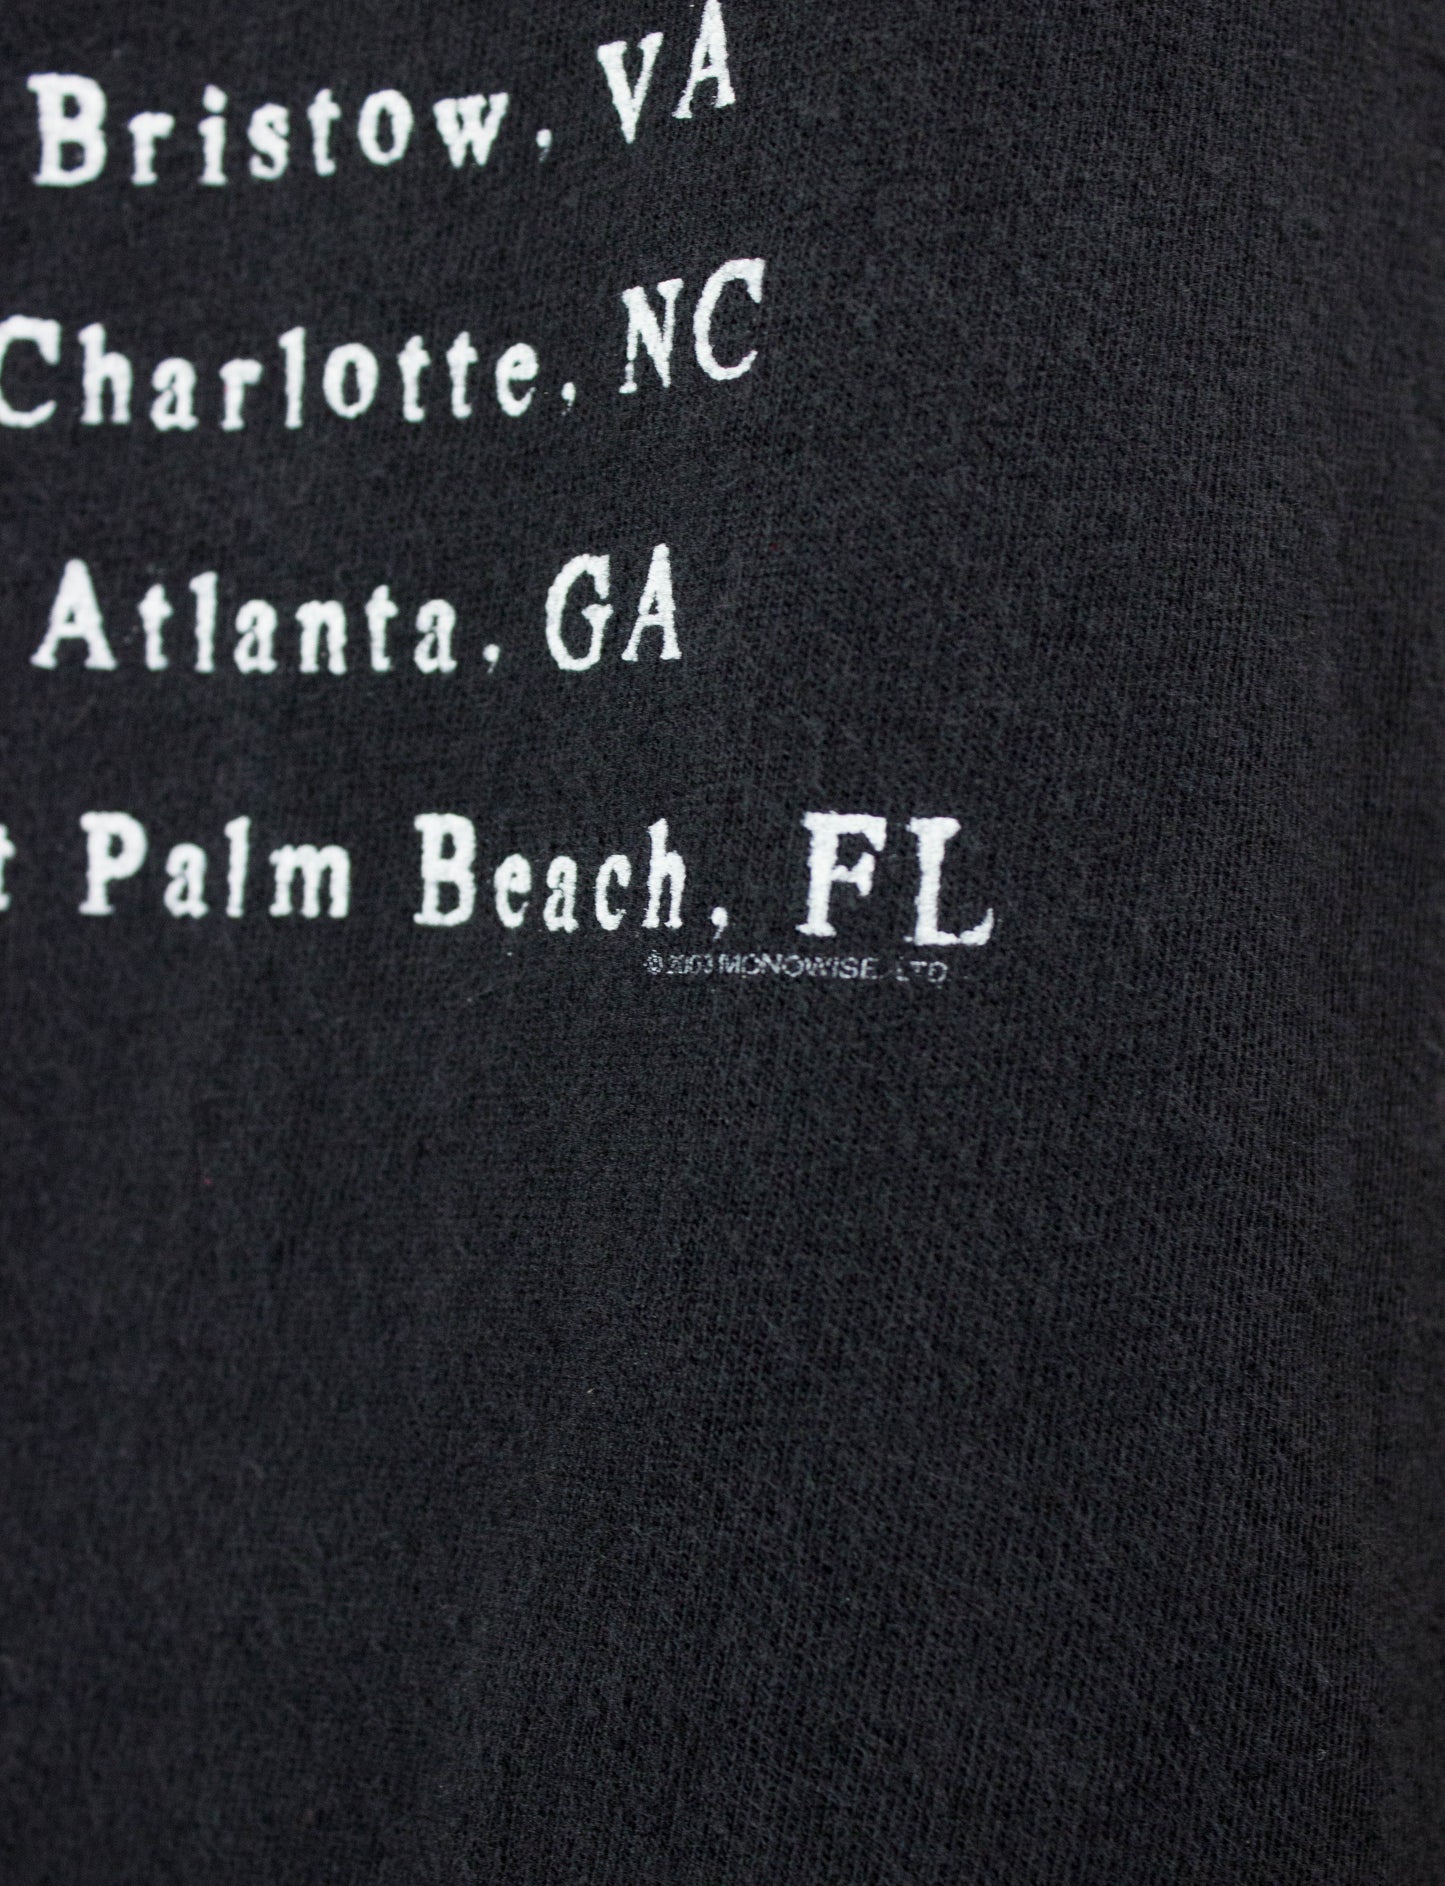 Bristow, VA
Charlotte, NC
Atlanta, GA
t Palm Beach, FL
© 2003 MONOWISE, LTD